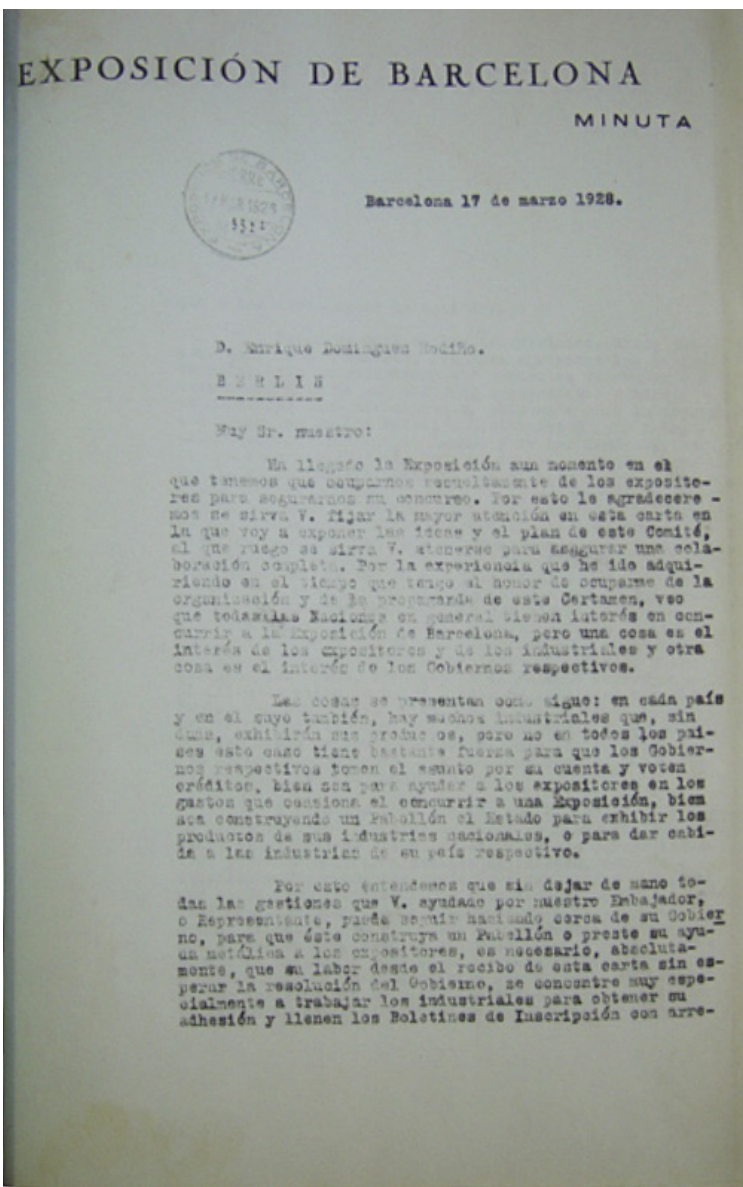 EXPOSICIÓN DE BARCELONA
MINUTA
Barcelona 17 de marzo 1928.
D. Enrique Domingues Rodiño.
BERLIN
Muy Sr. nuestro:
Ha llegado la Exposición aun momento en el
que tenemos que ocuparnos resueltamente de los exposito-
res para asegurarnos su concurso. Por esto le agradecere -
mos se sirva V. fijar la mayor atención en esta carta en
la que voy a exponer las ideas y el plan de este Comité,
al que ruego se sirva V. atenerse para asegurar una cola-
boración completa. Por la experiencia que he ido adqui-
riendo en el tiempo que tengo el honor de ocuparme de la
organización y de la propaganda de este Certamen, veo
que todaslas Naciones en general tienen interés en con-
currir a la Exposición de Barcelona, pero una cosa es el
interés de los expositores y de los industriales y otra
cosa es el interés de los Gobiernos respectivos.
Las cosas se presentan como sigue: en cada país
y en el suyo también, hay muchos industriales que, sin
duda, exhibirán sus productos, pero no en todos los pai-
ses este caso tiene bastante fuerza para que los Gobier-
nos respectivos tomen el asunto por su cuenta y voten
créditos, bien sea para ayudar a los expositores en los
gastos que ocasiona el concurrir a una Exposición, bien
sea construyendo un Pabellón el Estado para exhibir los
productos de sus industrias nacionales, o para dar cabi-
da a las industrias de su país respectivo.
Por esto entendemos que sin dejar de mano to-
das las gestiones que V. ayudado por nuestro Embajador,
o Representante, pueda seguir haciendo cerca de su Gobier
no, para que éste construya un Pabellón o preste su ayu-
da metálica a los expositores, es necesario, absoluta-
mente, que su labor desde el recibo de esta carta sin es-
perar la resolución del Gobierno, se concentre muy espe-
cialmente a trabajar los industriales para obtener su
adhesión y llenen los Boletines de Inscripción con arre-